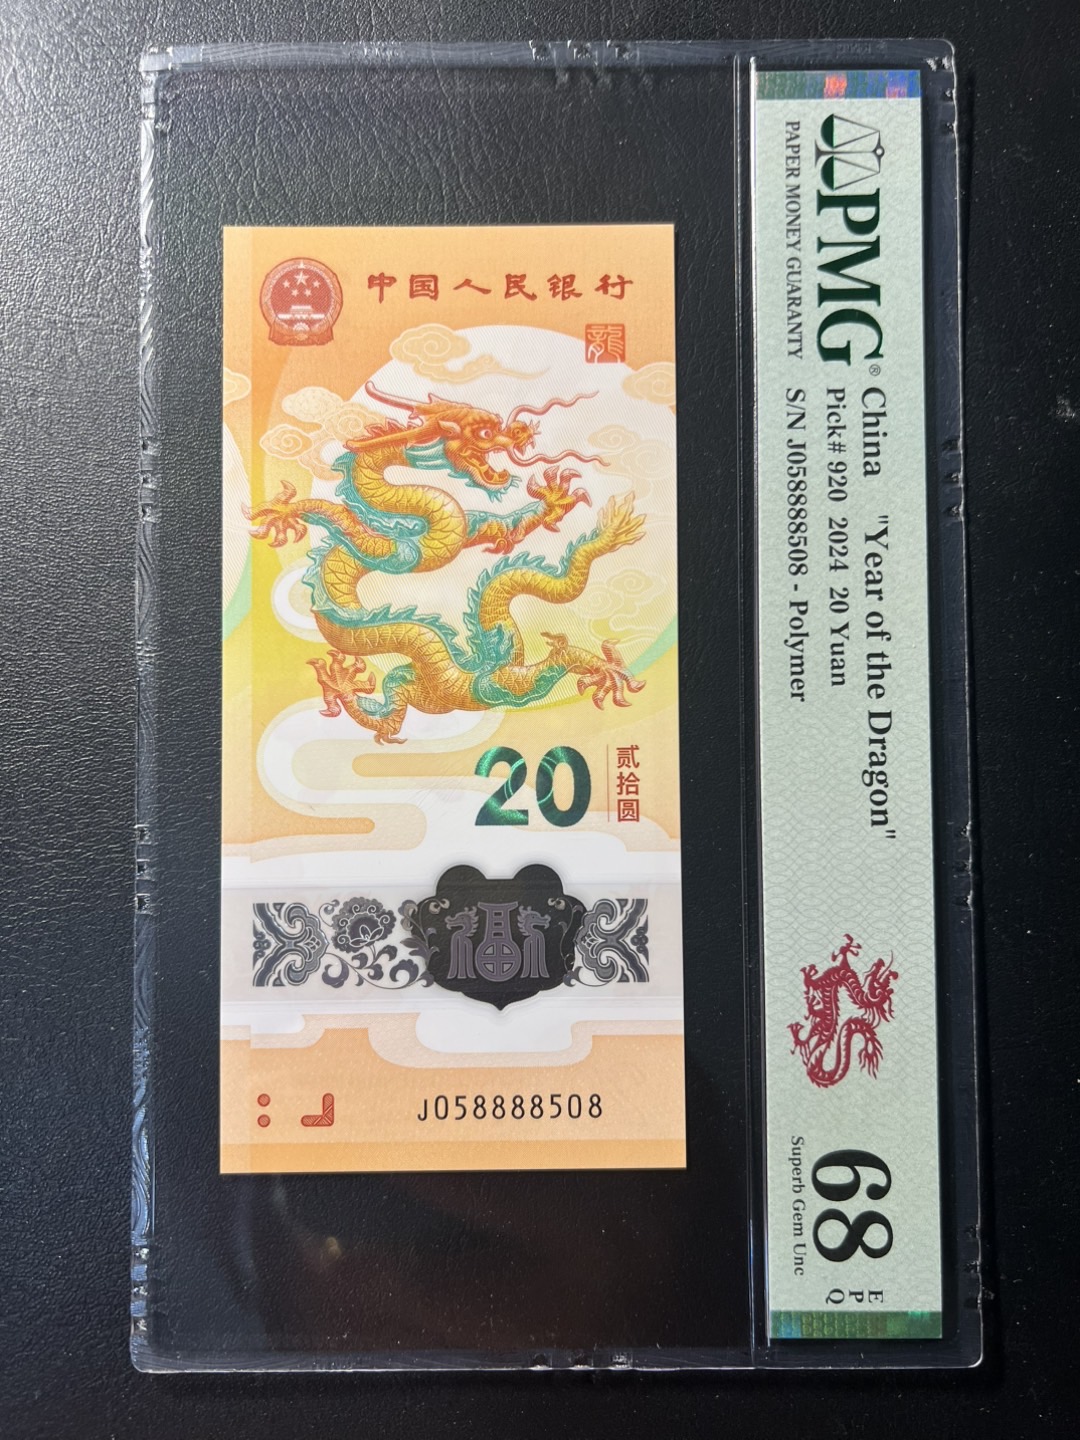 中国人民银行
龍
20
贰拾圆
J058888508
PMG®
PAPER MONEY GUARANTY
China "Year of the Dragon"
Pick# 920 2024 20 Yuan
S/N J058888508 - Polymer
68
EPQ
Superb Gem Unc